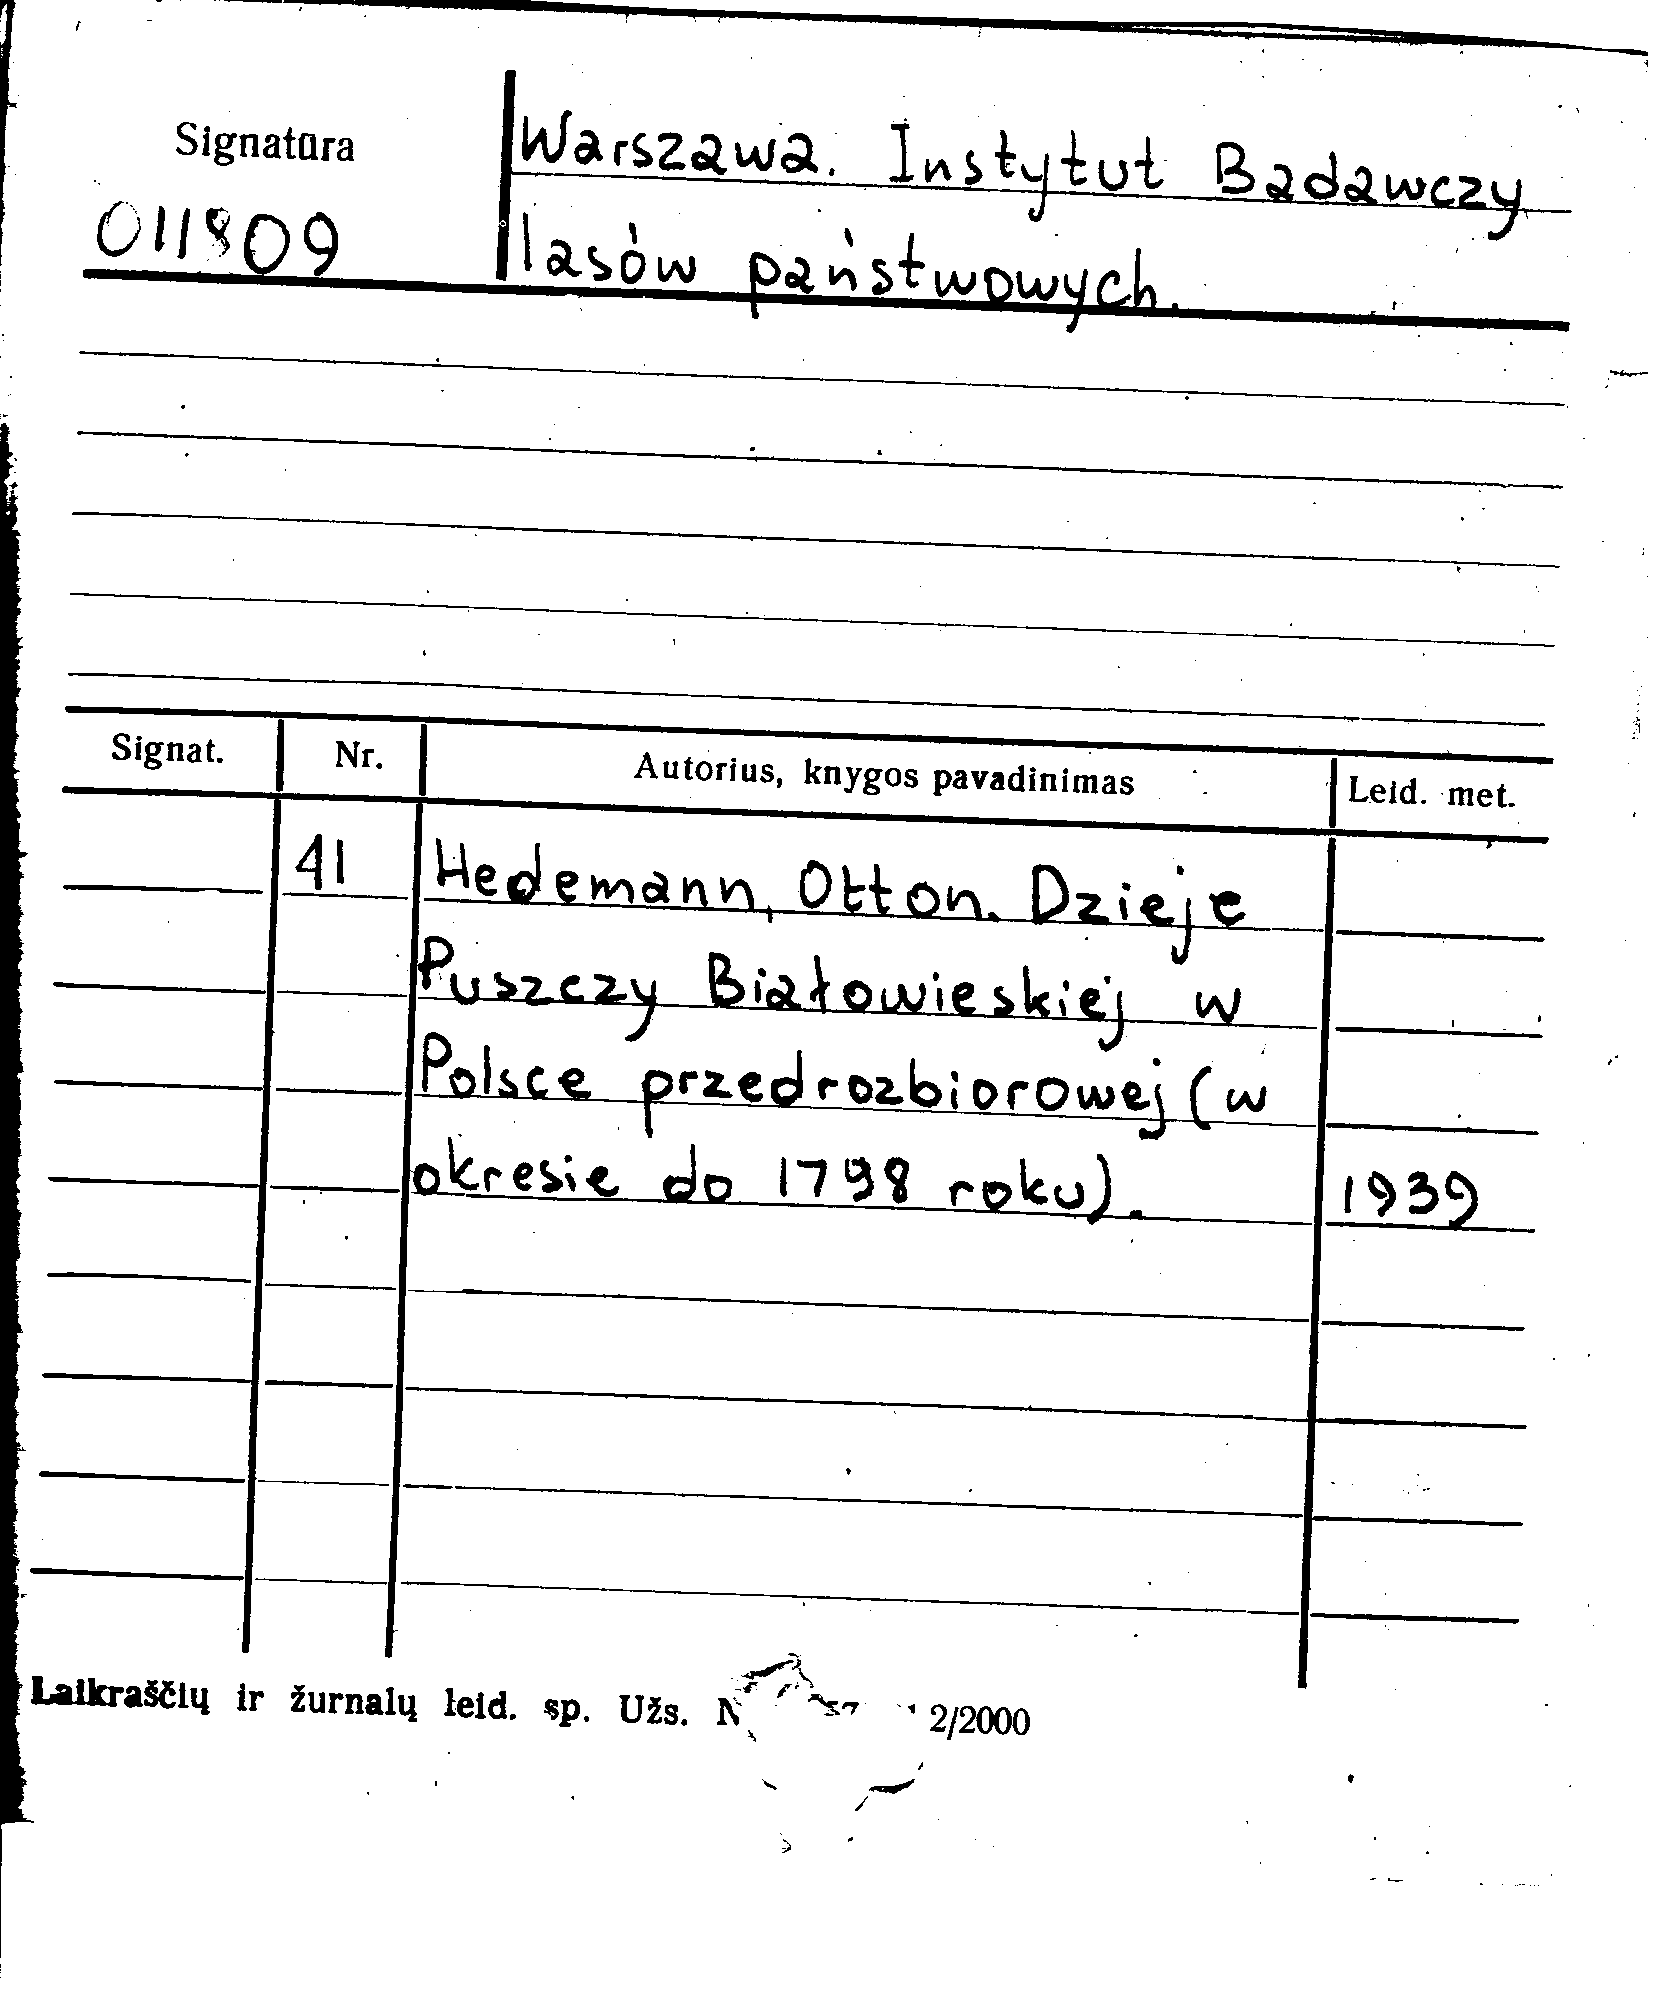 Signatūra
Warszawa. Instytut Badawczy
011809
lasów państwowych.
Signat. Nr. Autorius, knygos pavadinimas Leid. met.
41 Hedemann, Otton. Dzieje
Puszczy Białowieskiej w
Polsce przedrozbiorowej (w
okresie do 1798 roku). 1939
Laikraščių ir žurnalų leid. sp. Užs. 2/2000